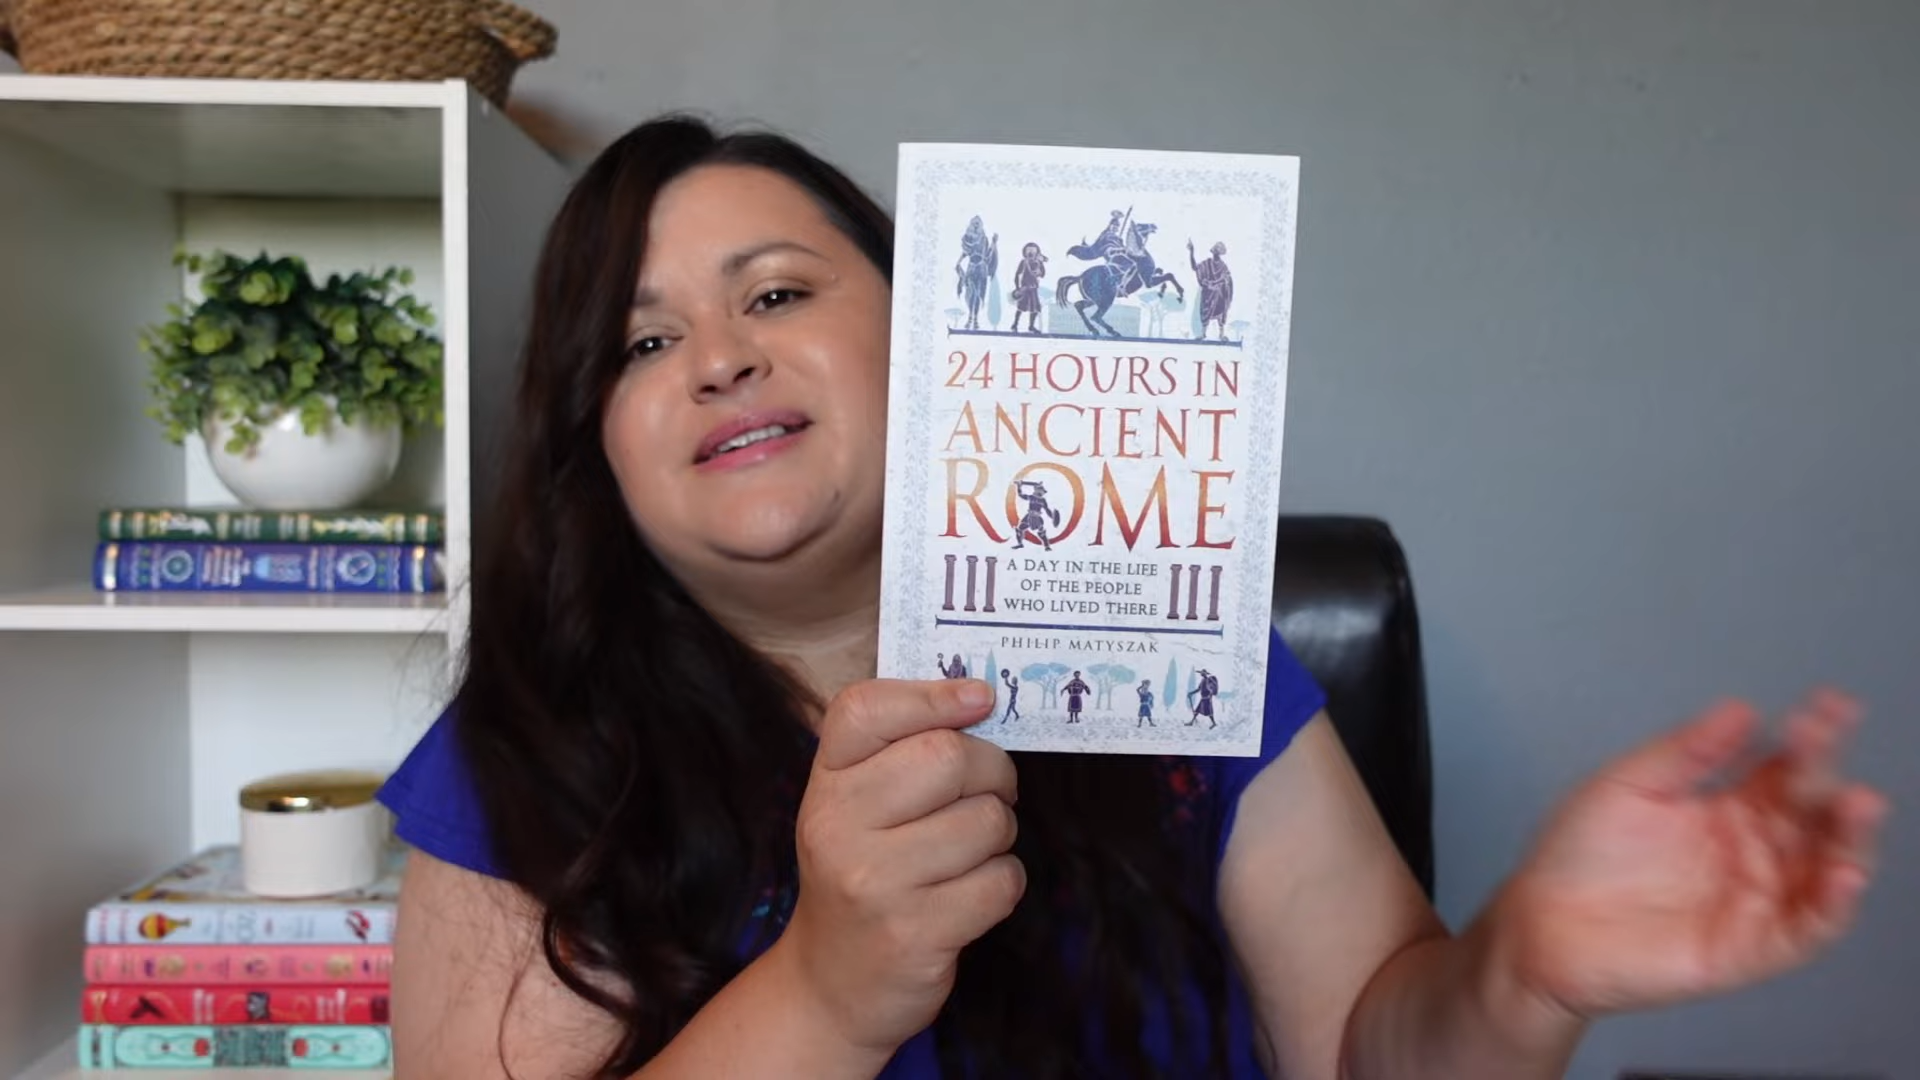 24 HOURS IN
ANCIENT
ROME
A DAY IN THE LIFE
OF THE PEOPLE
WHO LIVED THERE
PHILIP MATYSZAK